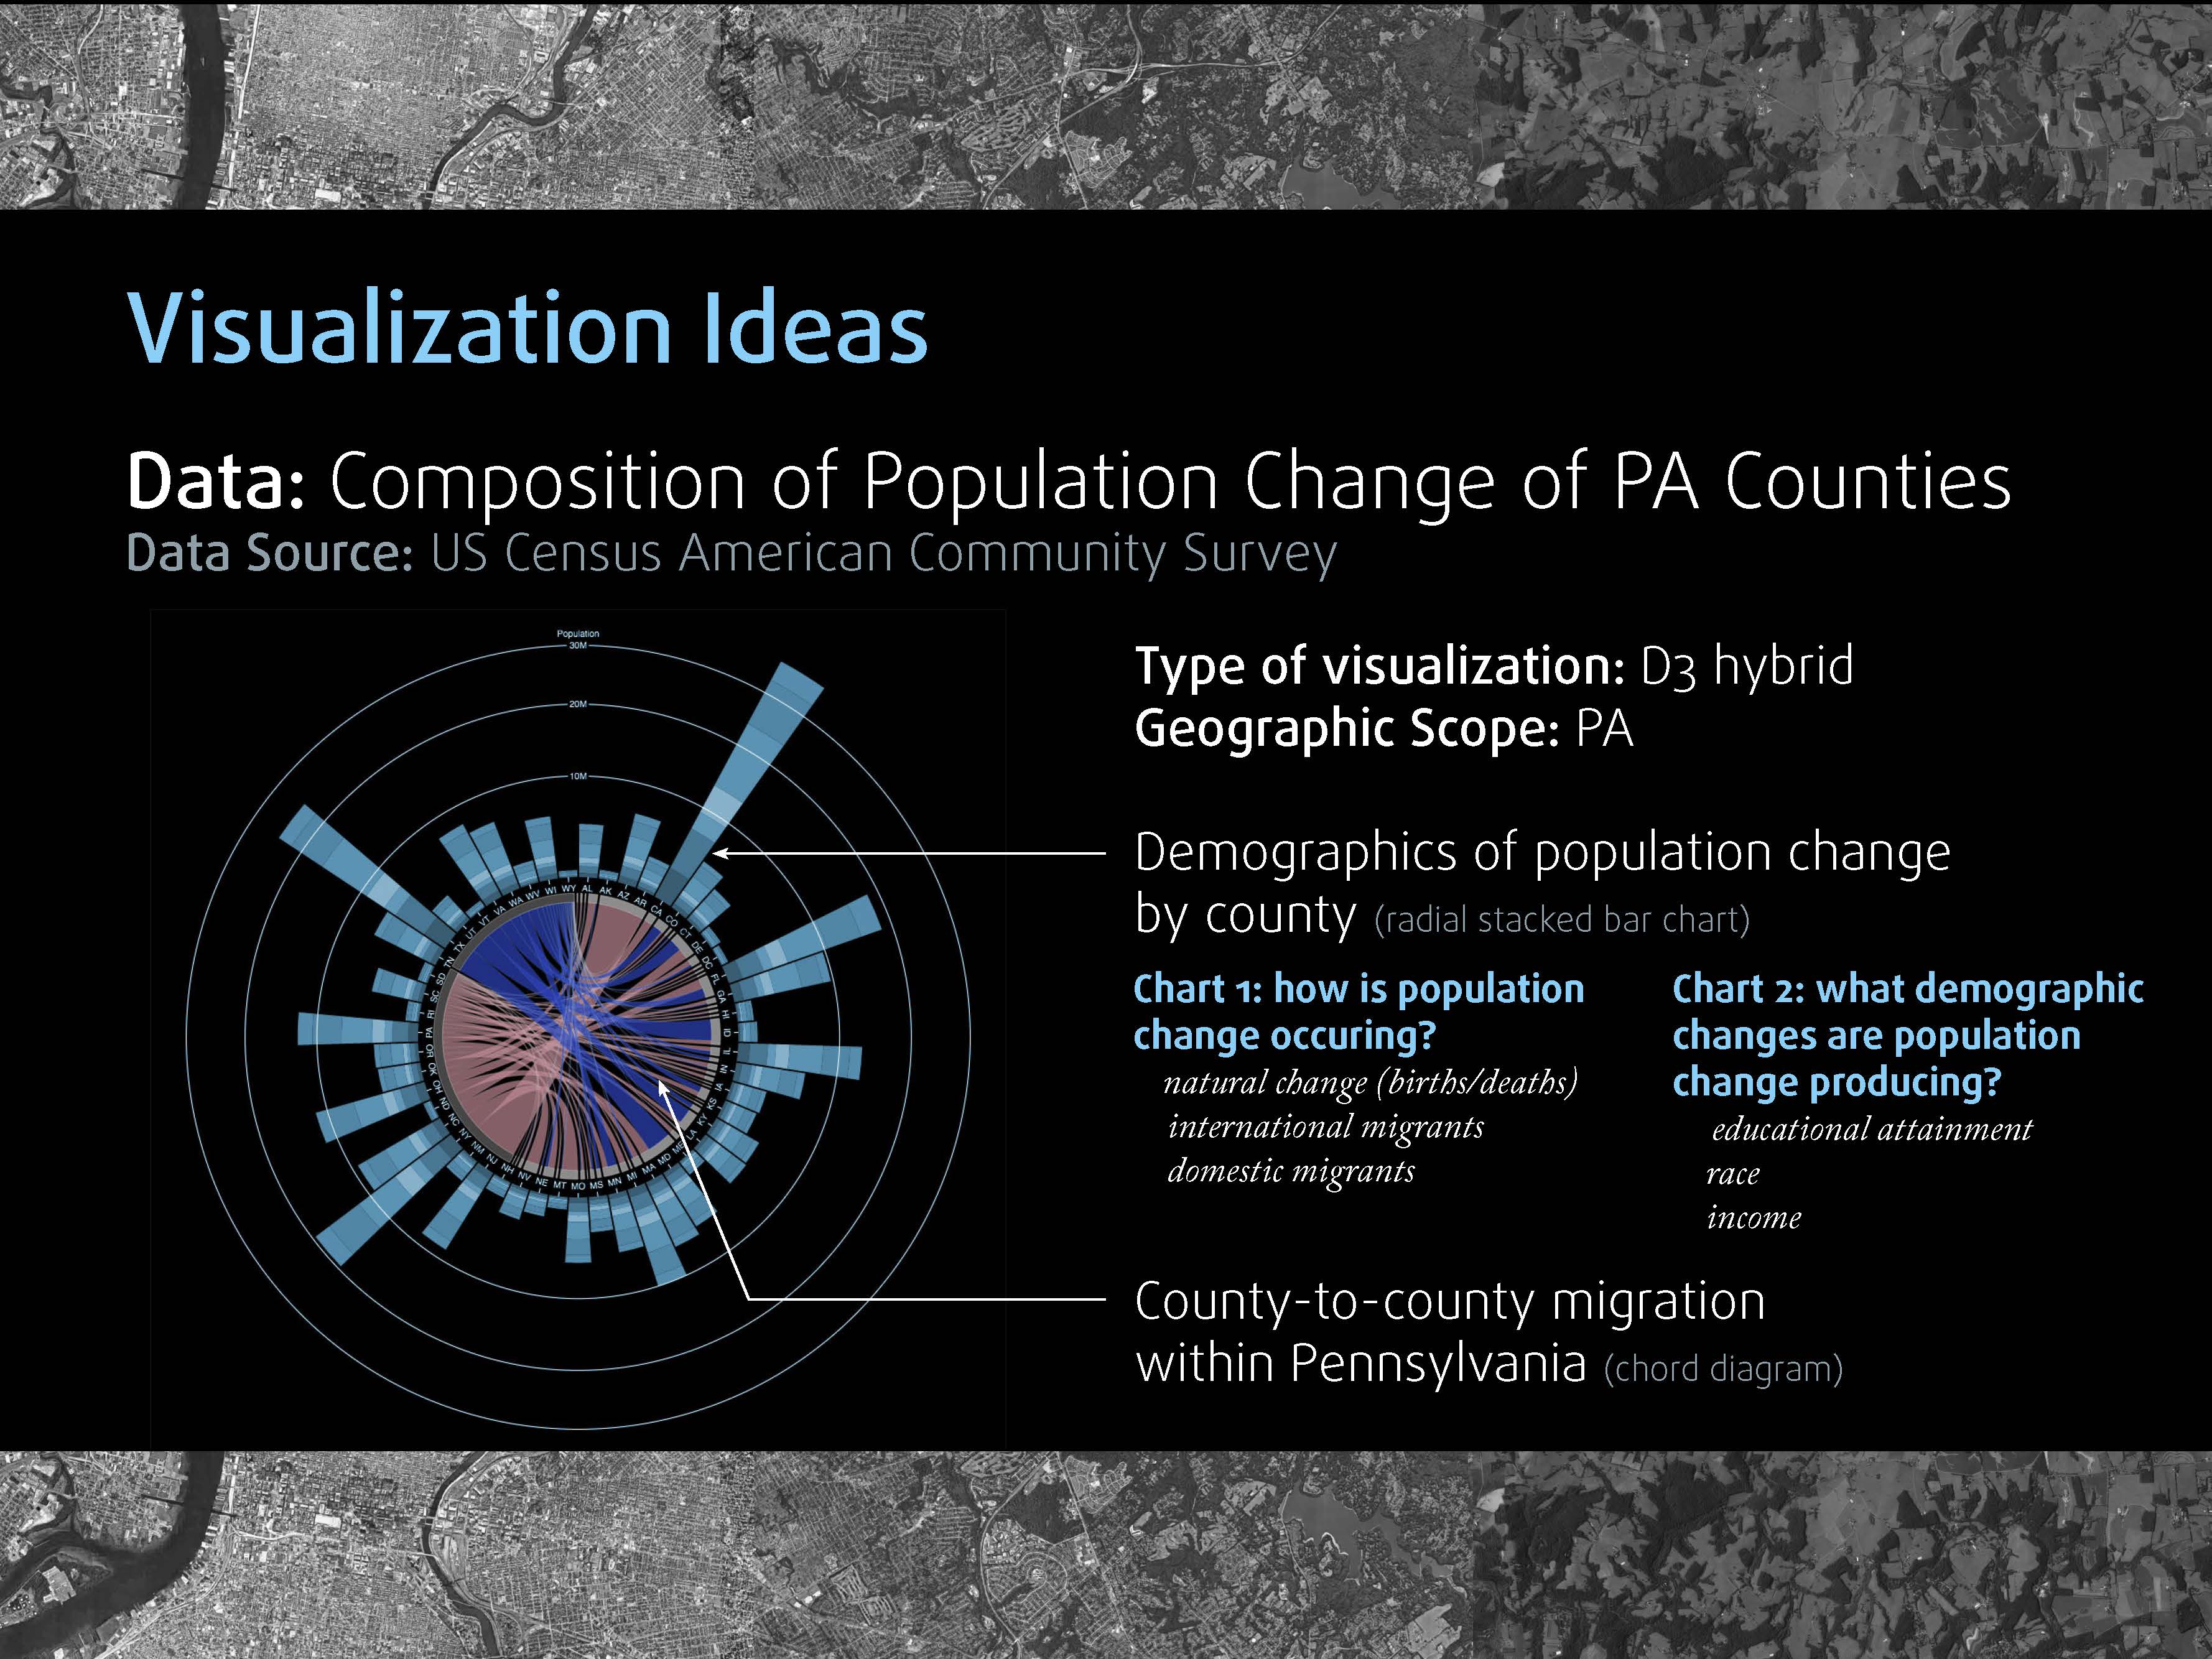 Visualization Ideas
Data: Composition of Population Change of PA Counties
Data Source: US Census American Community Survey
Population
30M
20M
10M
WY AL AK AZ AR CA CO CT DE DC FL GA HI ID IL IN IA KS KY LA ME MD MA MI MN MS MO MT NE NV NH NJ NM NY NC ND OH OK OR PA RI SC SD TN TX UT VT VA WA WV WI
Type of visualization: D3 hybrid
Geographic Scope: PA
Demographics of population change
by county (radial stacked bar chart)
Chart 1: how is population
change occuring?
natural change (births/deaths)
international migrants
domestic migrants
Chart 2: what demographic
changes are population
change producing?
educational attainment
race
income
County-to-county migration
within Pennsylvania (chord diagram)